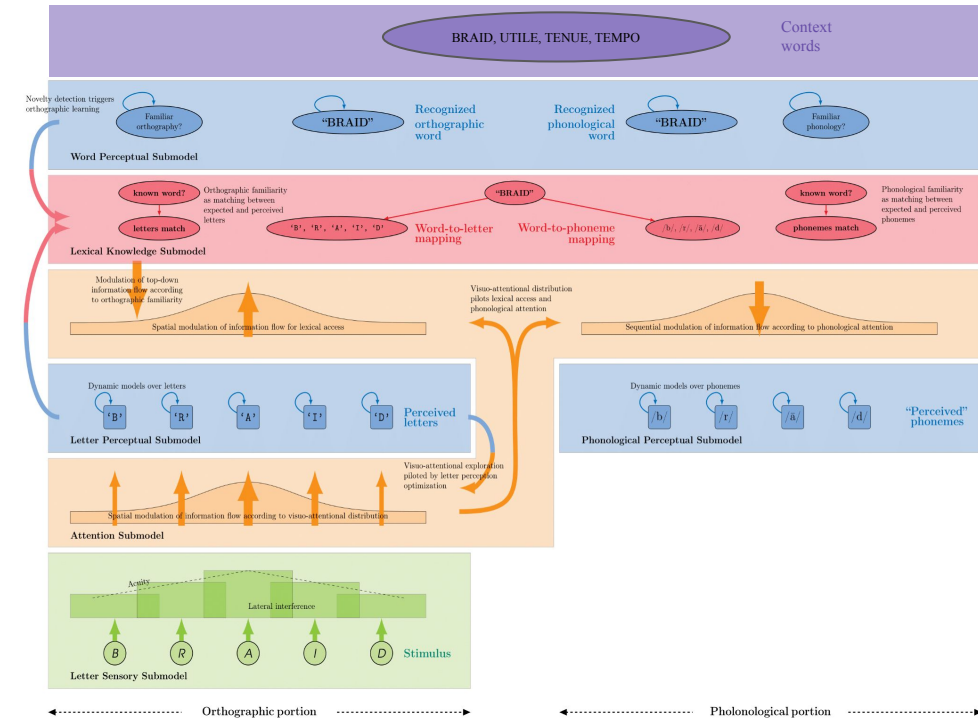 BRAID, UTILE, TENUE, TEMPO
Context
words
Novelty detection triggers
orthographic learning
Familiar
orthography?
“BRAID”
Recognized
orthographic
word
Recognized
phonological
word
“BRAID”
Familiar
phonology?
Word Perceptual Submodel
known word?
letters match
Orthographic familiarity
as matching between
expected and perceived
letters
“BRAID”
‘B’, ‘R’, ‘A’, ‘I’, ‘D’
Word-to-letter
mapping
Word-to-phoneme
mapping
/b/, /r/, /ā/, /d/
known word?
phonemes match
Phonological familiarity
as matching between
expected and perceived
phonemes
Lexical Knowledge Submodel
Modulation of top-down
information flow according
to orthographic familiarity
Spatial modulation of information flow for lexical access
Visuo-attentional distribution
pilots lexical access and
phonological attention
Sequential modulation of information flow according to phonological attention
Dynamic models over letters
‘B’ ‘R’ ‘A’ ‘I’ ‘D’
Perceived
letters
Letter Perceptual Submodel
Dynamic models over phonemes
/b/ /r/ /ā/ /d/
“Perceived”
phonemes
Phonological Perceptual Submodel
Visuo-attentional exploration
piloted by letter perception
optimization
Spatial modulation of information flow according to visuo-attentional distribution
Attention Submodel
Acuity
Lateral interference
B R A I D
Stimulus
Letter Sensory Submodel
Orthographic portion
Pholonological portion